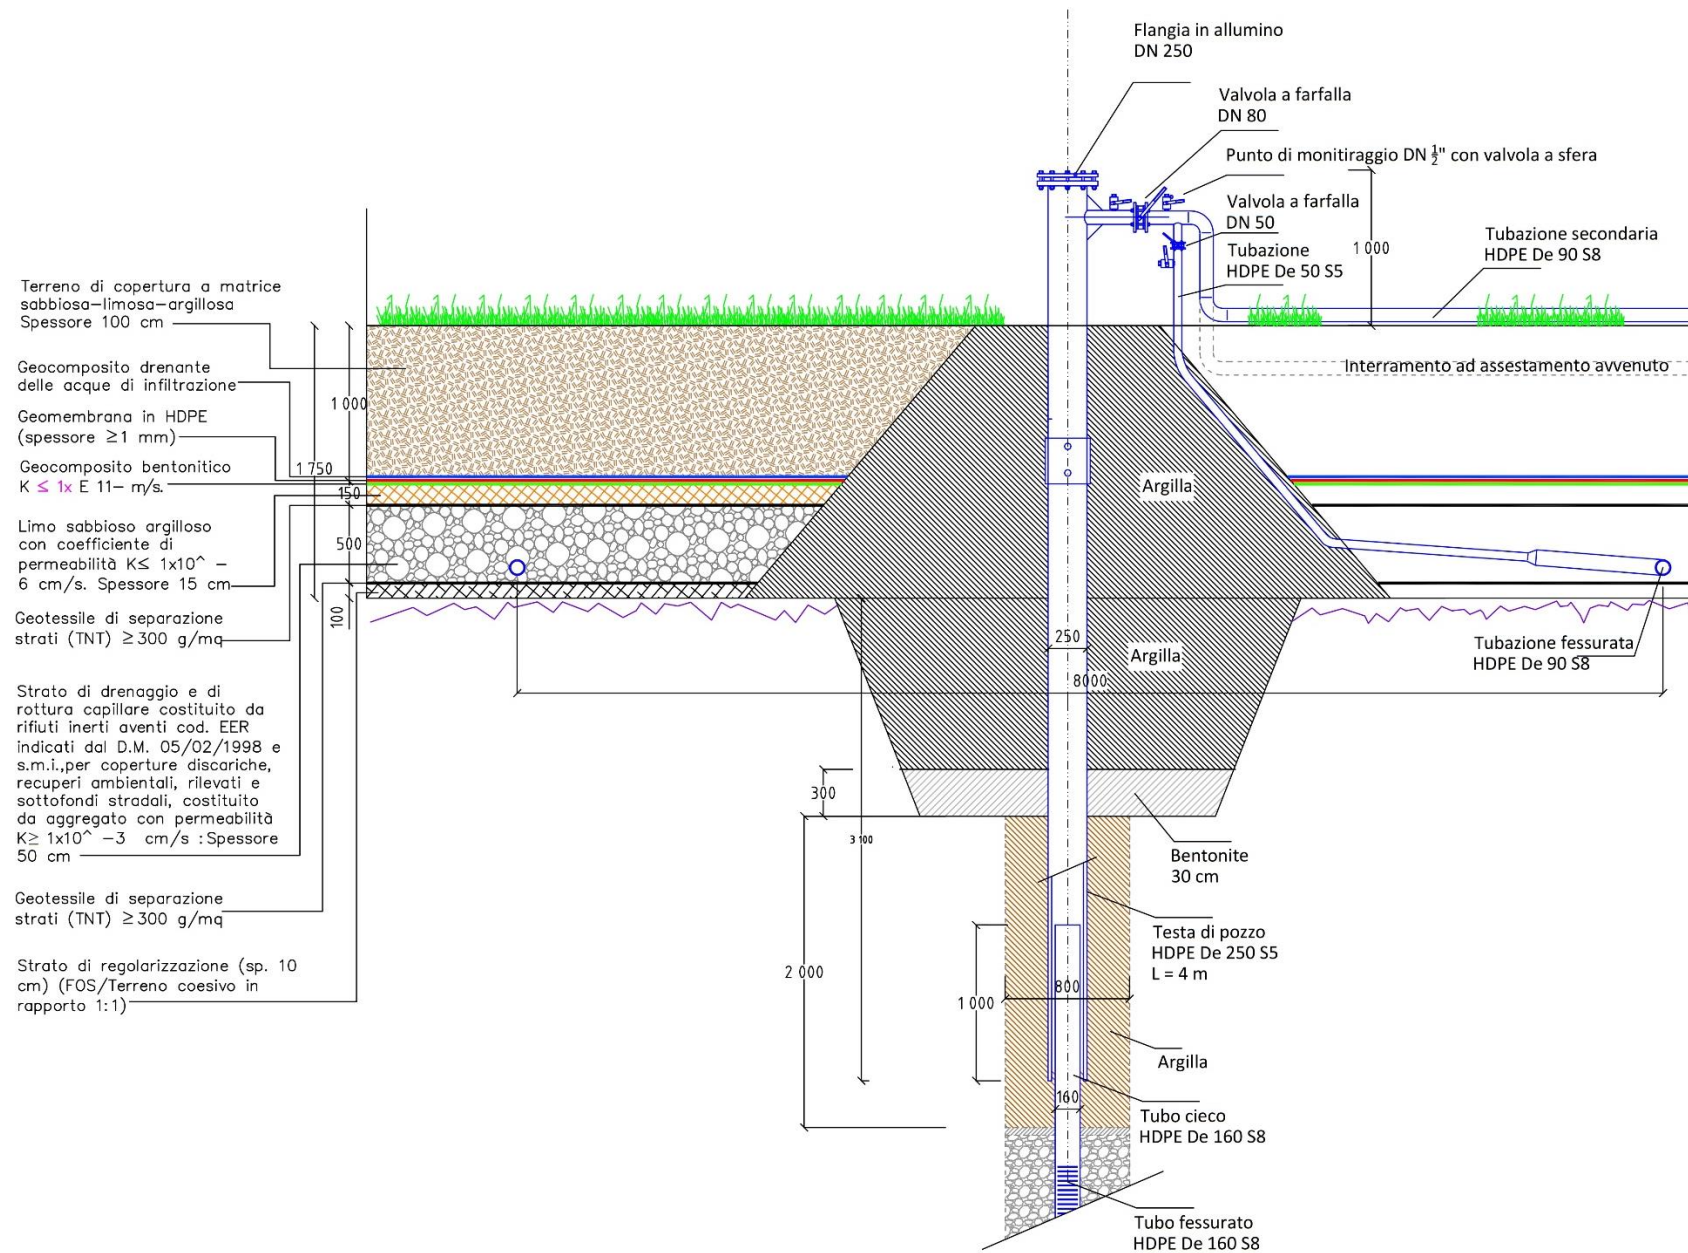 Flangia in allumino
DN 250
Valvola a farfalla
DN 80
Punto di monitiraggio DN ½" con valvola a sfera
Valvola a farfalla
DN 50
Tubazione
HDPE De 50 S5
1 000
Tubazione secondaria
HDPE De 90 S8
Interramento ad assestamento avvenuto
Terreno di copertura a matrice
sabbiosa-limosa-argillosa
Spessore 100 cm
Geocomposito drenante
delle acque di infiltrazione
Geomembrana in HDPE
(spessore ≥1 mm)
Geocomposito bentonitico
K ≤ 1x E 11- m/s.
Limo sabbioso argilloso
con coefficiente di
permeabilità K≤ 1x10^ -
6 cm/s. Spessore 15 cm
Geotessile di separazione
strati (TNT) ≥300 g/mq
Strato di drenaggio e di
rottura capillare costituito da
rifiuti inerti aventi cod. EER
indicati dal D.M. 05/02/1998 e
s.m.i.,per coperture discariche,
recuperi ambientali, rilevati e
sottofondi stradali, costituito
da aggregato con permeabilità
K≥ 1x10^ -3 cm/s :Spessore
50 cm
Geotessile di separazione
strati (TNT) ≥300 g/mq
Strato di regolarizzazione (sp. 10
cm) (FOS/Terreno coesivo in
rapporto 1:1)
1 000
1 750
150
500
100
Argilla
250
Argilla
8000
Tubazione fessurata
HDPE De 90 S8
300
3 100
Bentonite
30 cm
Testa di pozzo
HDPE De 250 S5
L = 4 m
2 000
800
1 000
Argilla
160
Tubo cieco
HDPE De 160 S8
Tubo fessurato
HDPE De 160 S8